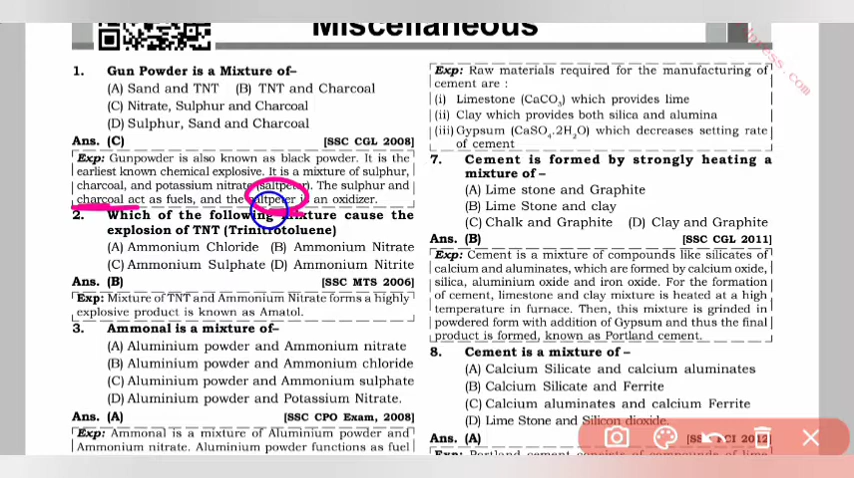 Miscellaneous
1. Gun Powder is a Mixture of–
(A) Sand and TNT (B) TNT and Charcoal
(C) Nitrate, Sulphur and Charcoal
(D) Sulphur, Sand and Charcoal
Ans. (C) [SSC CGL 2008]
Exp: Gunpowder is also known as black powder. It is the
earliest known chemical explosive. It is a mixture of sulphur,
charcoal, and potassium nitrate (saltpeter). The sulphur and
charcoal act as fuels, and the saltpeter is an oxidizer.
2. Which of the following mixture cause the
explosion of TNT (Trinitrotoluene)
(A) Ammonium Chloride (B) Ammonium Nitrate
(C) Ammonium Sulphate (D) Ammonium Nitrite
Ans. (B) [SSC MTS 2006]
Exp: Mixture of TNT and Ammonium Nitrate forms a highly
explosive product is known as Amatol.
3. Ammonal is a mixture of–
(A) Aluminium powder and Ammonium nitrate
(B) Aluminium powder and Ammonium chloride
(C) Aluminium powder and Ammonium sulphate
(D) Aluminium powder and Potassium Nitrate.
Ans. (A) [SSC CPO Exam, 2008]
Exp: Ammonal is a mixture of Aluminium powder and
Ammonium nitrate. Aluminium powder functions as fuel
Exp: Raw materials required for the manufacturing of
cement are :
(i) Limestone (CaCO₃) which provides lime
(ii) Clay which provides both silica and alumina
(iii) Gypsum (CaSO₄.2H₂O) which decreases setting rate
of cement
7. Cement is formed by strongly heating a
mixture of –
(A) Lime stone and Graphite
(B) Lime Stone and clay
(C) Chalk and Graphite (D) Clay and Graphite
Ans. (B) [SSC CGL 2011]
Exp: Cement is a mixture of compounds like silicates of
calcium and aluminates, which are formed by calcium oxide,
silica, aluminium oxide and iron oxide. For the formation
of cement, limestone and clay mixture is heated at a high
temperature in furnace. Then, this mixture is grinded in
powdered form with addition of Gypsum and thus the final
product is formed, known as Portland cement.
8. Cement is a mixture of –
(A) Calcium Silicate and calcium aluminates
(B) Calcium Silicate and Ferrite
(C) Calcium aluminates and calcium Ferrite
(D) Lime Stone and Silicon dioxide.
Ans. (A) 2012]